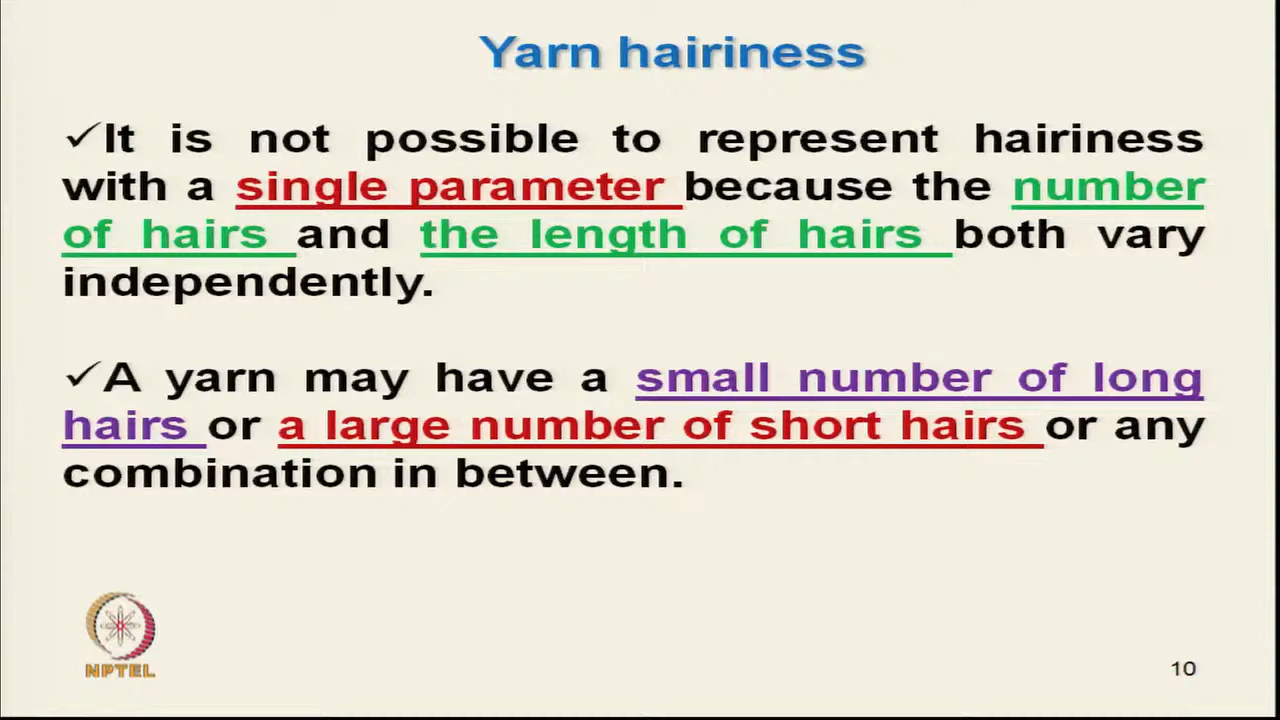 Yarn hairiness
✓It is not possible to represent hairiness
with a single parameter because the number
of hairs and the length of hairs both vary
independently.
✓A yarn may have a small number of long
hairs or a large number of short hairs or any
combination in between.
NPTEL
10